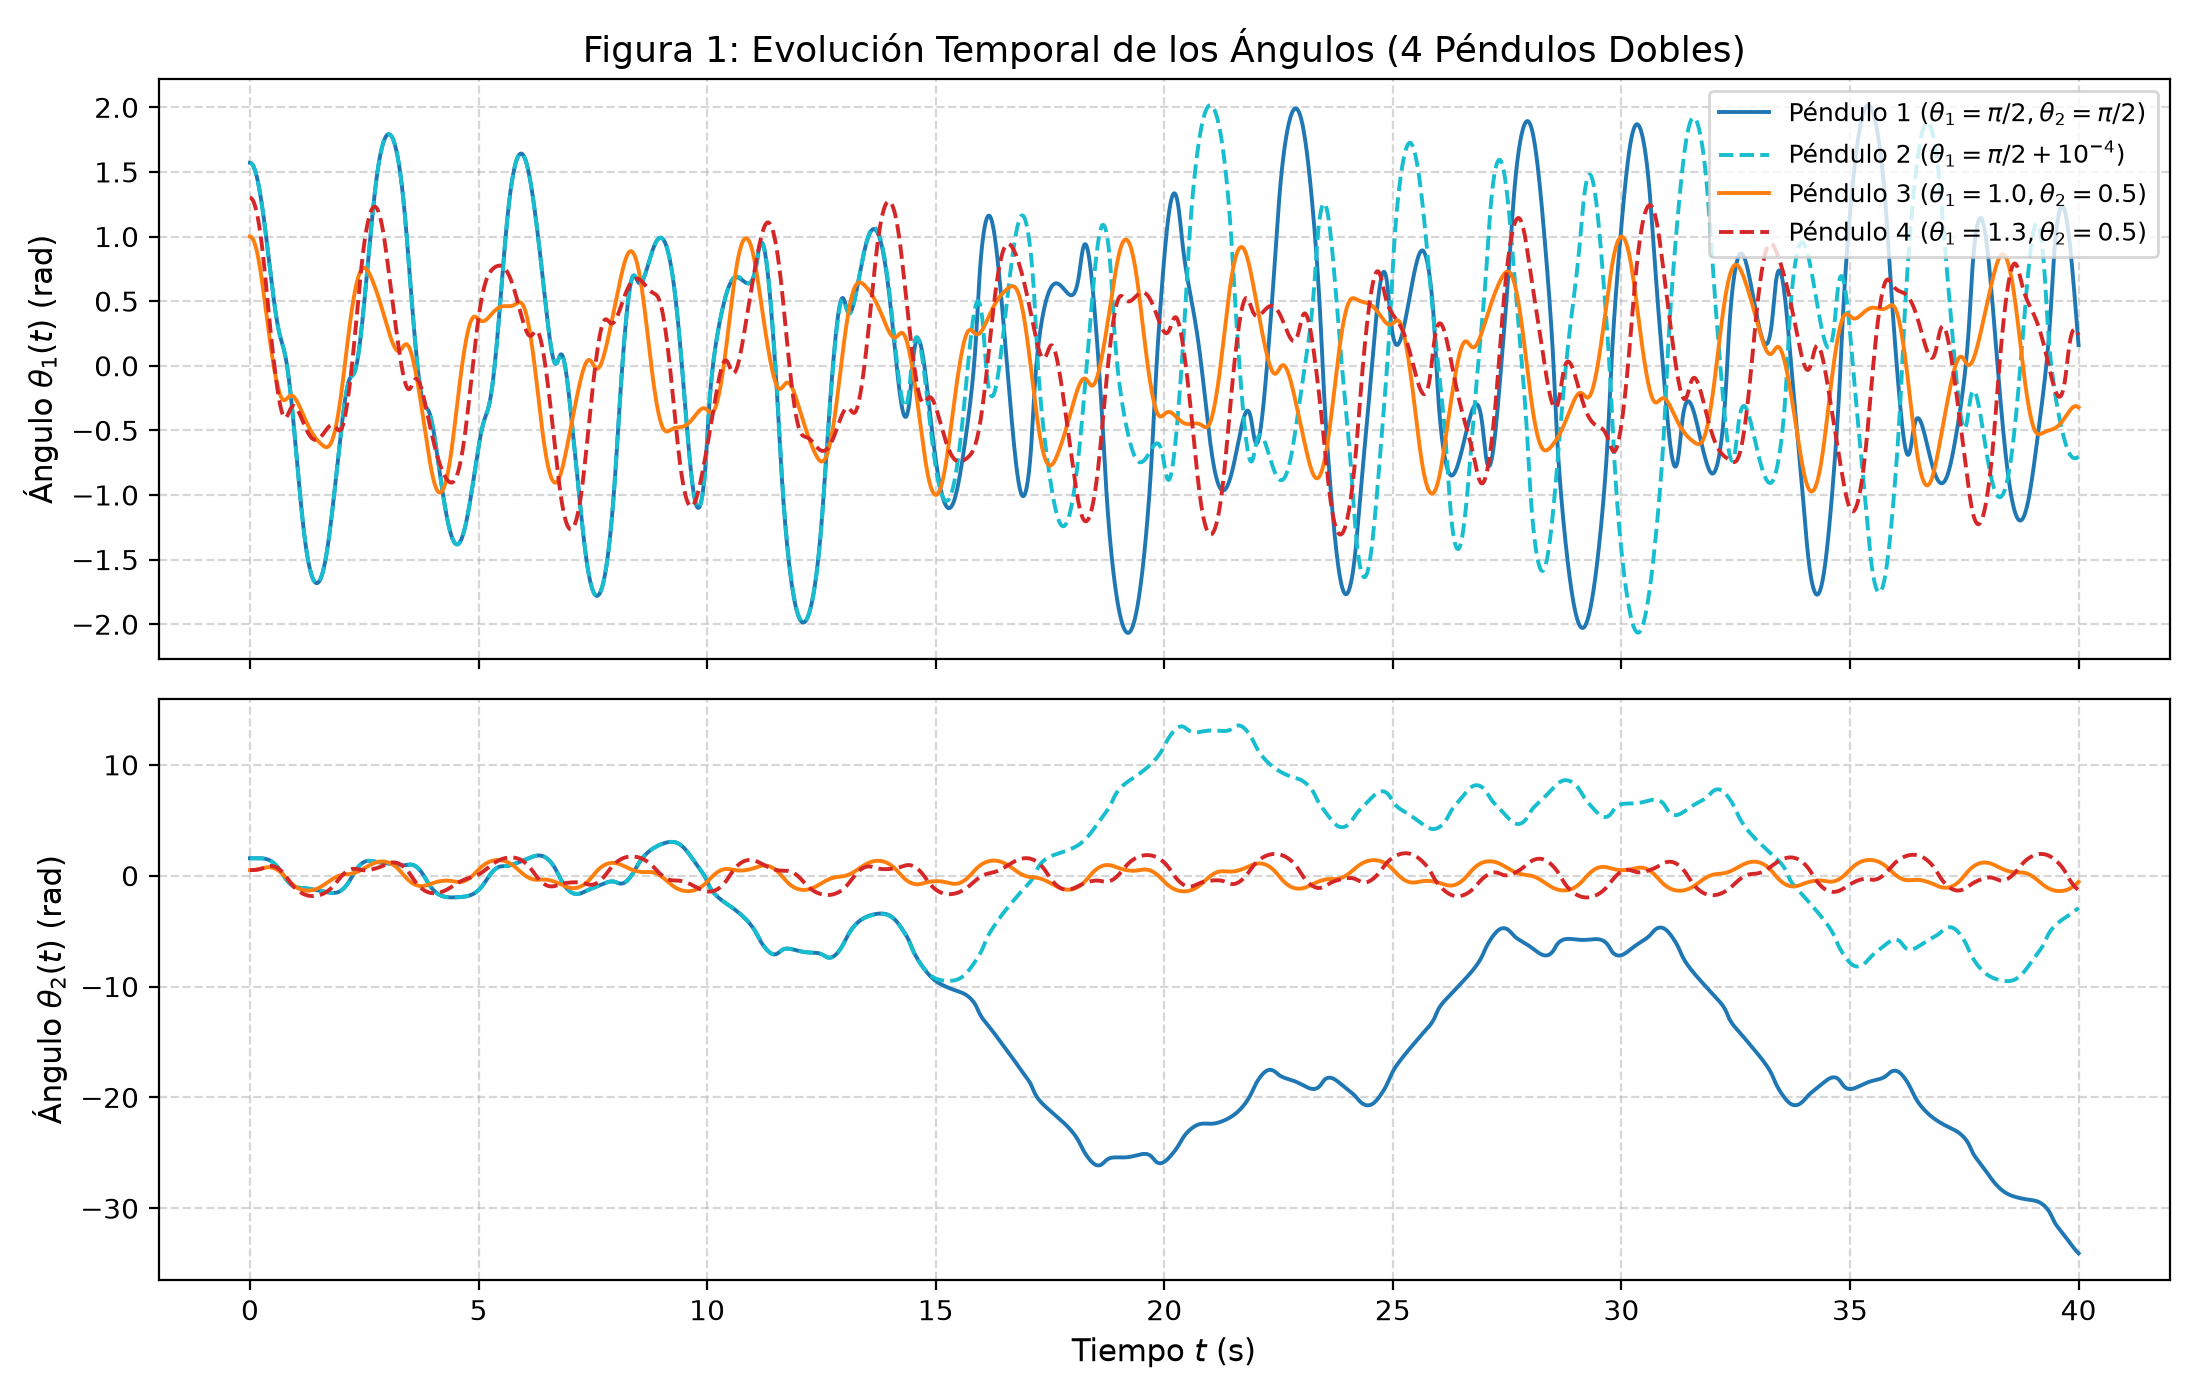 Figura 1: Evolución Temporal de los Ángulos (4 Péndulos Dobles)
Ángulo θ₁(t) (rad)
2.0
1.5
1.0
0.5
0.0
−0.5
−1.0
−1.5
−2.0
Péndulo 1 (θ₁ = π/2, θ₂ = π/2)
Péndulo 2 (θ₁ = π/2 + 10⁻⁴)
Péndulo 3 (θ₁ = 1.0, θ₂ = 0.5)
Péndulo 4 (θ₁ = 1.3, θ₂ = 0.5)
Ángulo θ₂(t) (rad)
10
0
−10
−20
−30
0 5 10 15 20 25 30 35 40
Tiempo t (s)